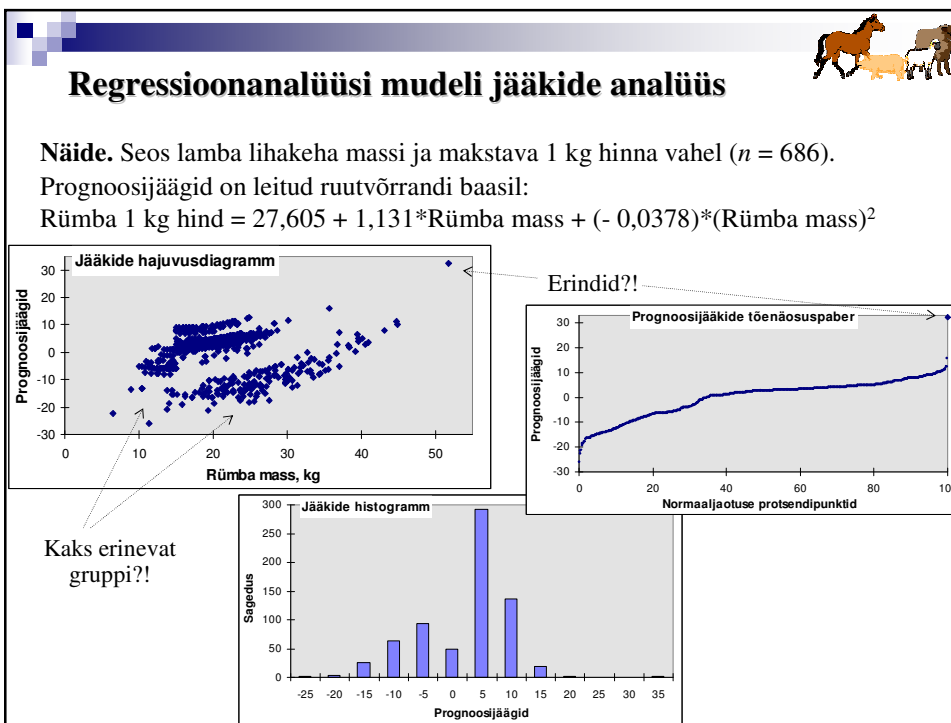 Regressioonanalüüsi mudeli jääkide analüüs
Näide. Seos lamba lihakeha massi ja makstava 1 kg hinna vahel (n = 686).
Prognoosijäägid on leitud ruutvõrrandi baasil:
Rümba 1 kg hind = 27,605 + 1,131*Rümba mass + (- 0,0378)*(Rümba mass)²
Jääkide hajuvusdiagramm
Prognoosijäägid
30
20
10
0
-10
-20
-30
0 10 20 30 40 50
Rümba mass, kg
Erindid?!
Prognoosijääkide tõenäosuspaber
Prognoosijäägid
30
20
10
0
-10
-20
-30
0 20 40 60 80 100
Normaaljaotuse protsendipunktid
Kaks erinevat
gruppi?!
Jääkide histogramm
Sagedus
300
250
200
150
100
50
0
-25 -20 -15 -10 -5 0 5 10 15 20 25 30 35
Prognoosijäägid